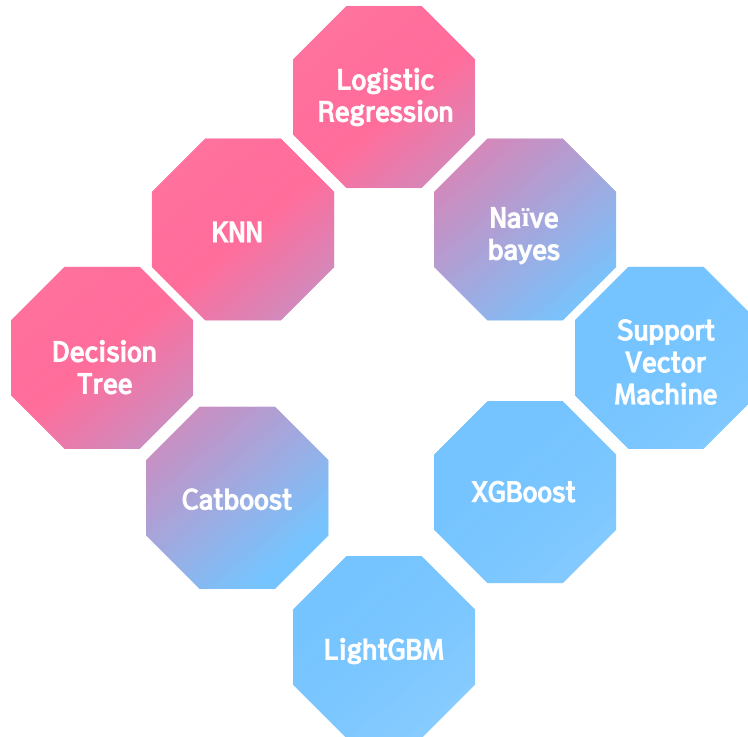 Logistic
Regression
KNN
Naïve
bayes
Decision
Tree
Support
Vector
Machine
Catboost
XGBoost
LightGBM